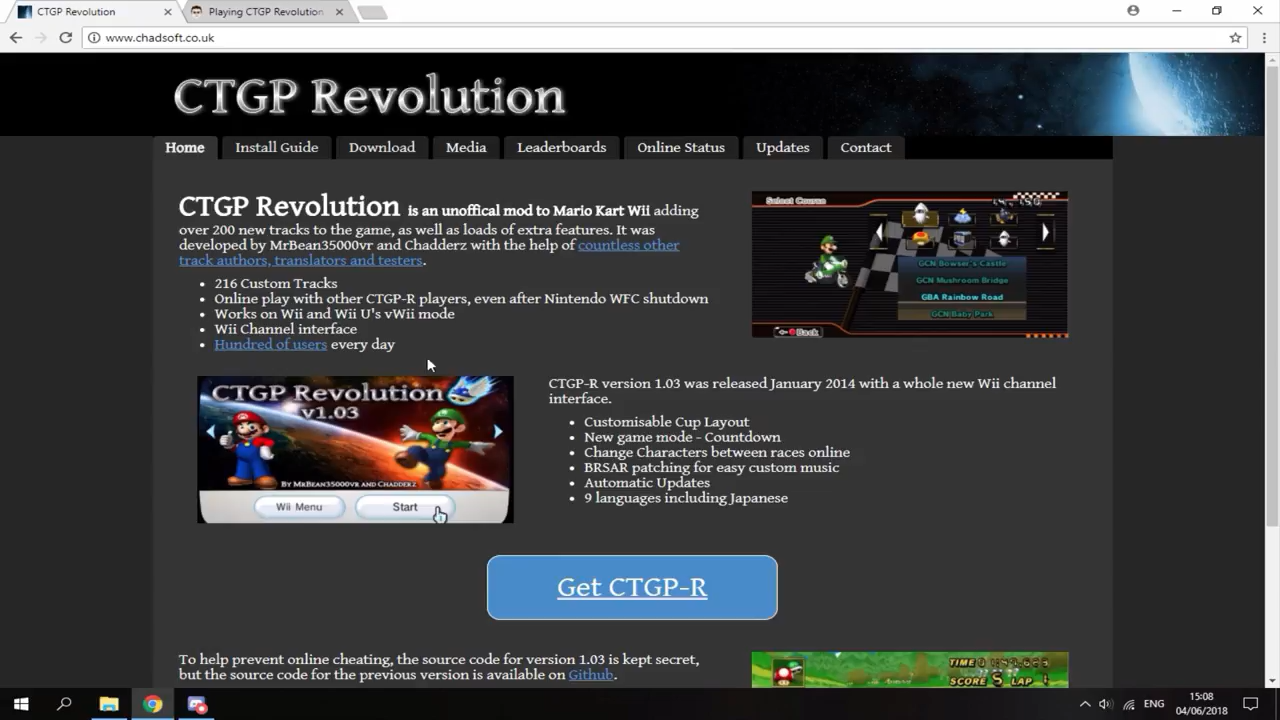 CTGP Revolution
Playing CTGP Revolution
www.chadsoft.co.uk
CTGP Revolution
Home
Install Guide
Download
Media
Leaderboards
Online Status
Updates
Contact
CTGP Revolution is an unoffical mod to Mario Kart Wii adding
over 200 new tracks to the game, as well as loads of extra features. It was
developed by MrBean35000vr and Chadderz with the help of countless other
track authors, translators and testers.
216 Custom Tracks
Online play with other CTGP-R players, even after Nintendo WFC shutdown
Works on Wii and Wii U's vWii mode
Wii Channel interface
Hundred of users every day
Select Course
GCN Bowser's Castle
GCN Mushroom Bridge
GBA Rainbow Road
GCN Baby Park
Back
CTGP Revolution
v1.03
BY MRBEAN35000VR AND CHADDERZ
Wii Menu
Start
CTGP-R version 1.03 was released January 2014 with a whole new Wii channel
interface.
Customisable Cup Layout
New game mode - Countdown
Change Characters between races online
BRSAR patching for easy custom music
Automatic Updates
9 languages including Japanese
Get CTGP-R
To help prevent online cheating, the source code for version 1.03 is kept secret,
but the source code for the previous version is available on Github.
TIME
SCORE 5 LAP
ENG
15:08
04/06/2018